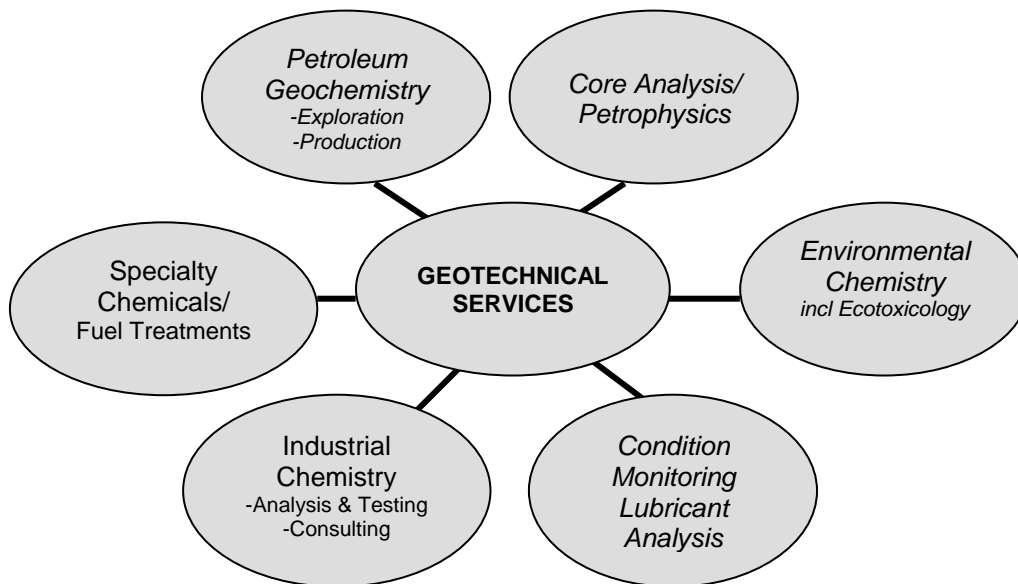 Petroleum
Geochemistry
-Exploration
-Production
Core Analysis/
Petrophysics
Specialty
Chemicals/
Fuel Treatments
GEOTECHNICAL
SERVICES
Environmental
Chemistry
incl Ecotoxicology
Industrial
Chemistry
-Analysis & Testing
-Consulting
Condition
Monitoring
Lubricant
Analysis